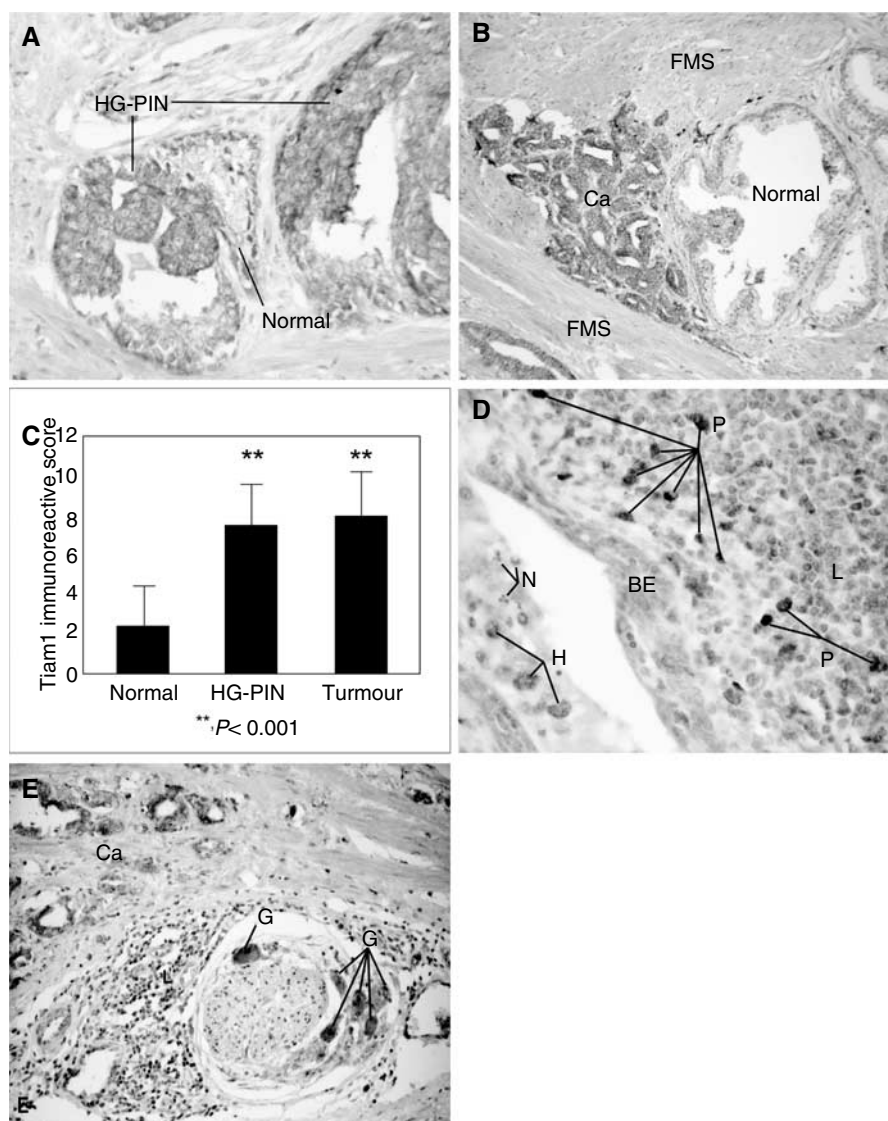 A
HG-PIN
Normal
B
FMS
Ca
Normal
FMS
C
Tiam1 immunoreactive score
12
10
8
6
4
2
0
** **
Normal HG-PIN Turmour
**,P< 0.001
D
P
N
BE
L
H
P
E
Ca
G
G
L
E